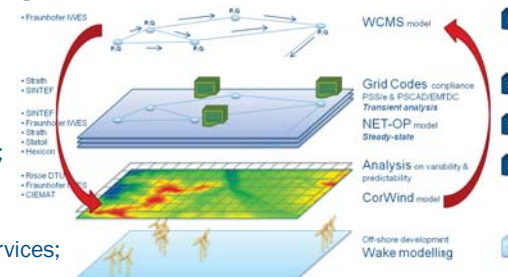 • Fraunhofer IWES
P,Q
P,Q
P,Q
P,Q
WCMS model
• Strath
• SINTEF
Grid Codes compliance
PSS/e & PSCAD/EMTDC
Transient analysis
• SINTEF
• Fraunhofer IWES
• Strath
• Statoil
• Hexicon
NET-OP model
Steady-state
;
• Risoe DTU
• Fraunhofer IWES
• CIEMAT
Analysis on variability &
predictability
CorWind model
rvices;
Off-shore development
Wake modelling